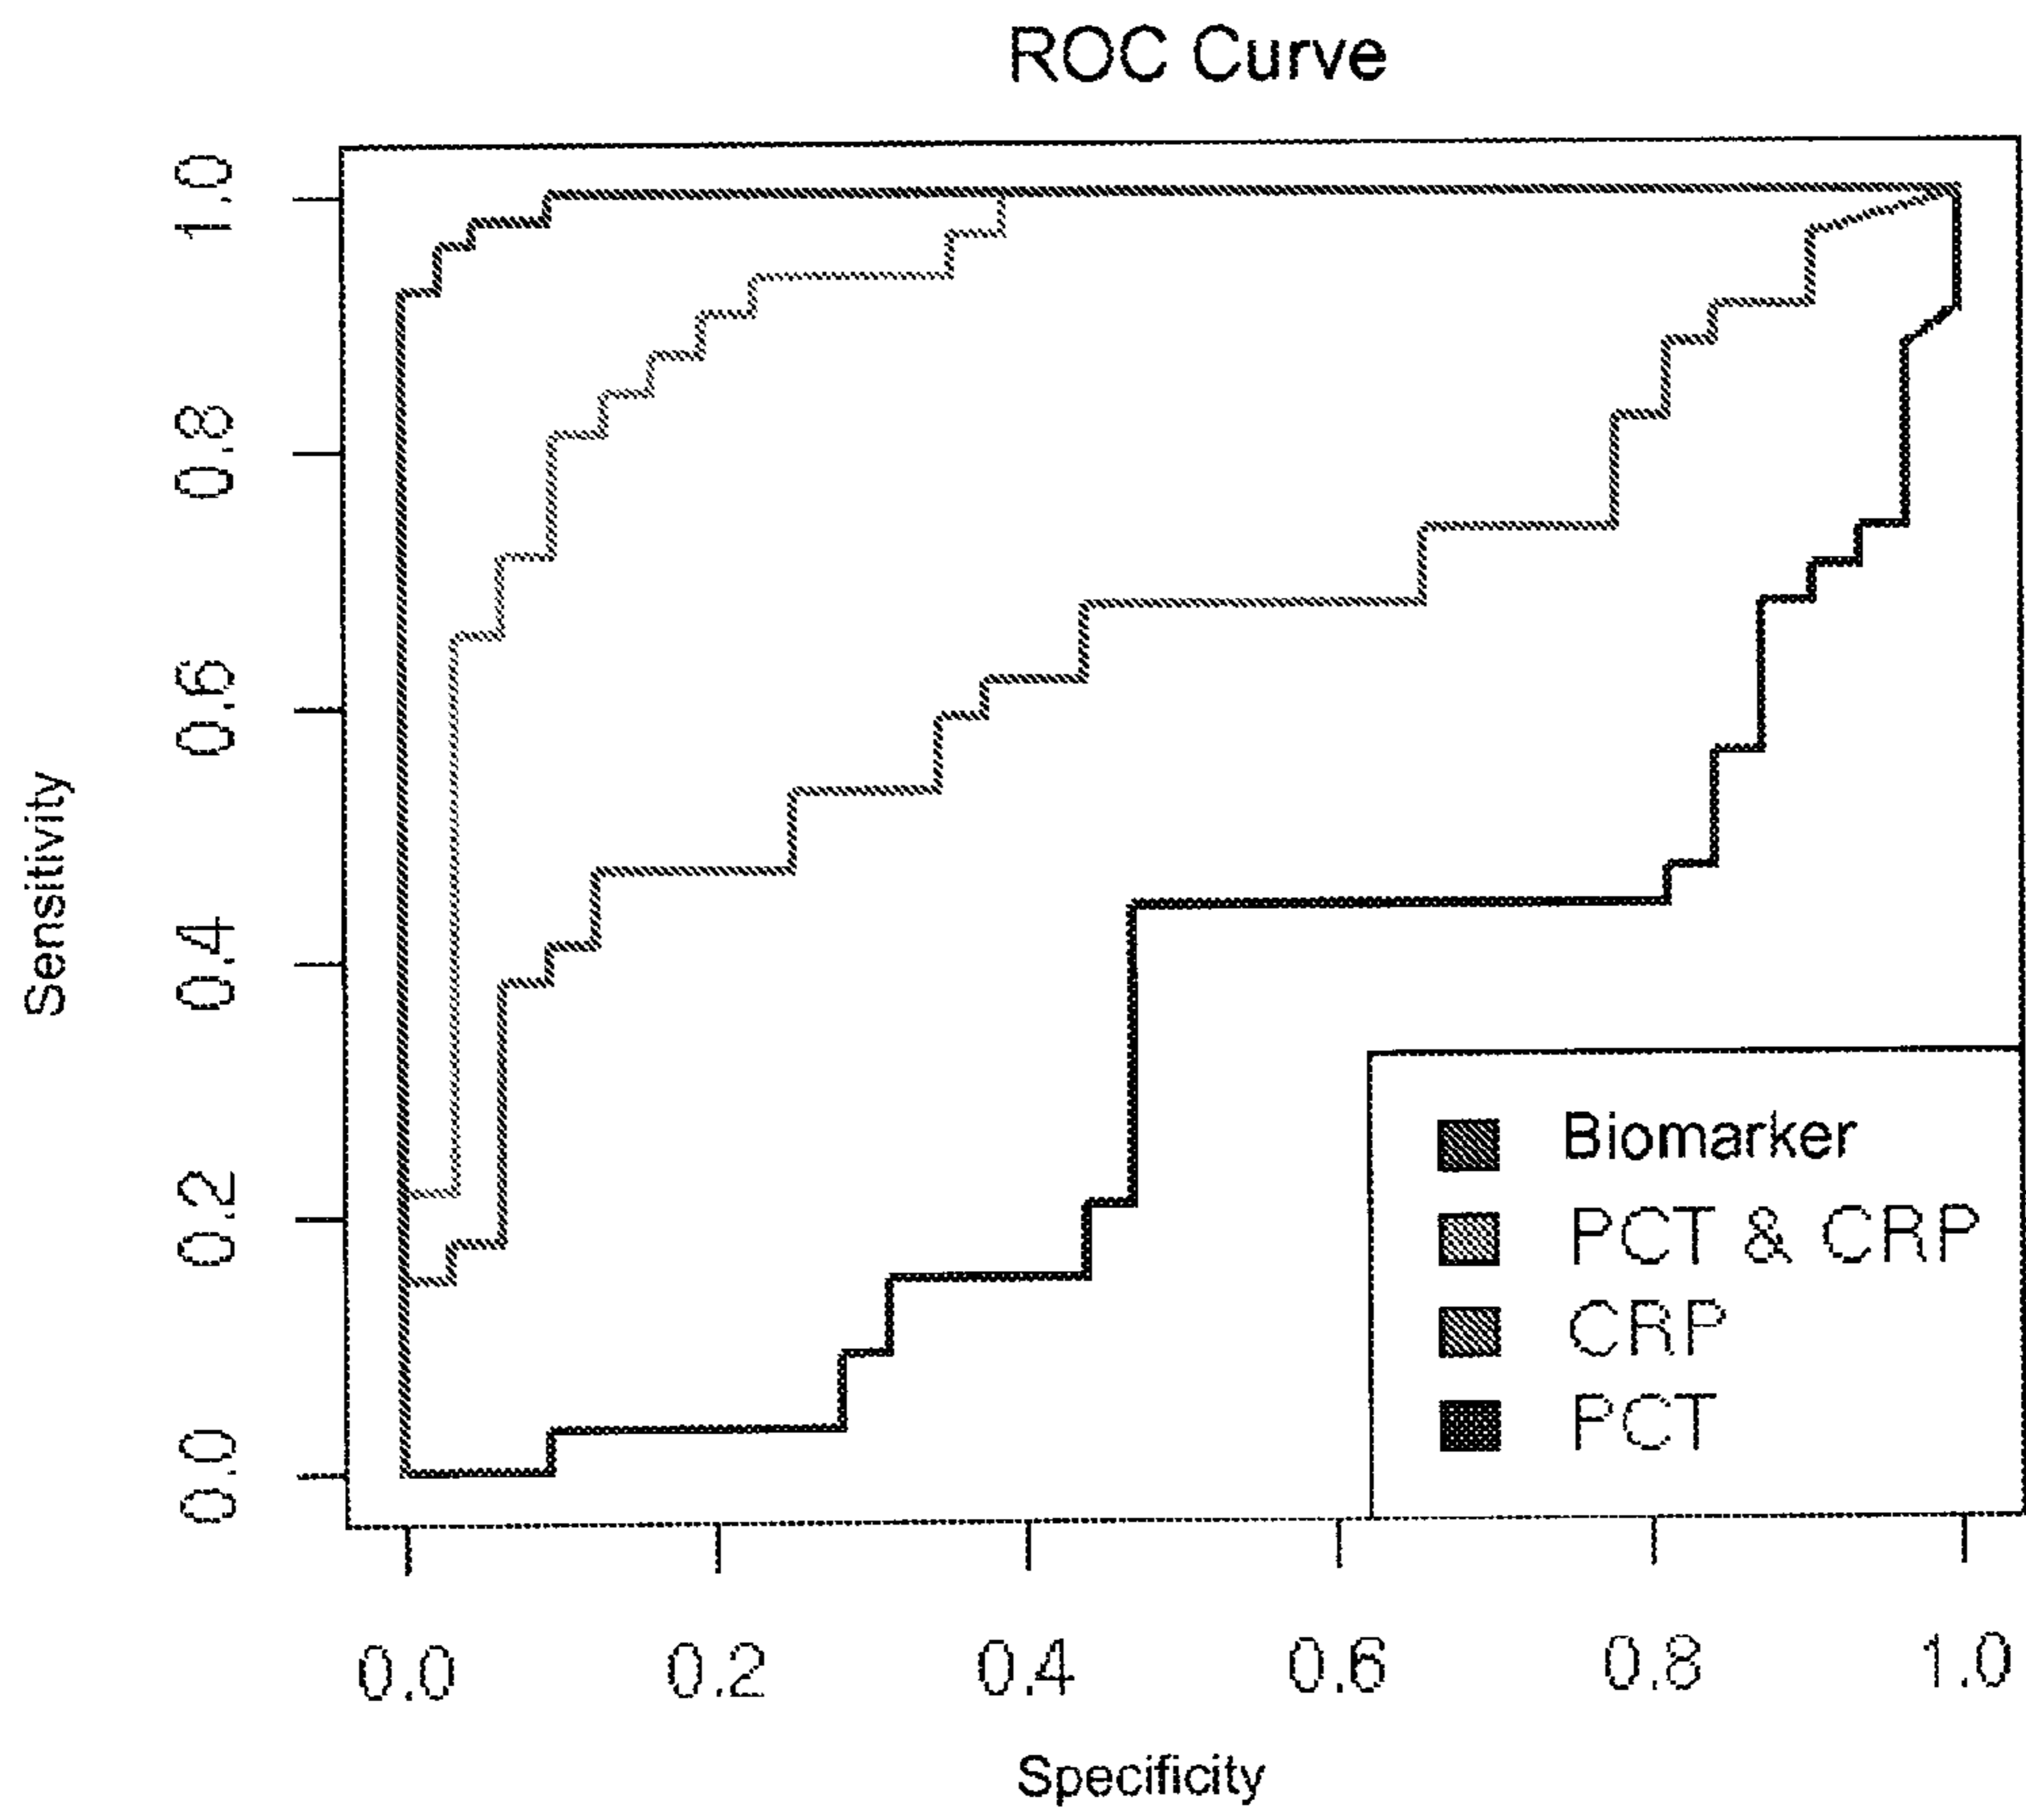 ROC Curve
Sensitivity
1.0
0.8
0.6
0.4
0.2
0.0
Biomarker
PCT & CRP
CRP
PCT
0.0 0.2 0.4 0.6 0.8 1.0
Specificity